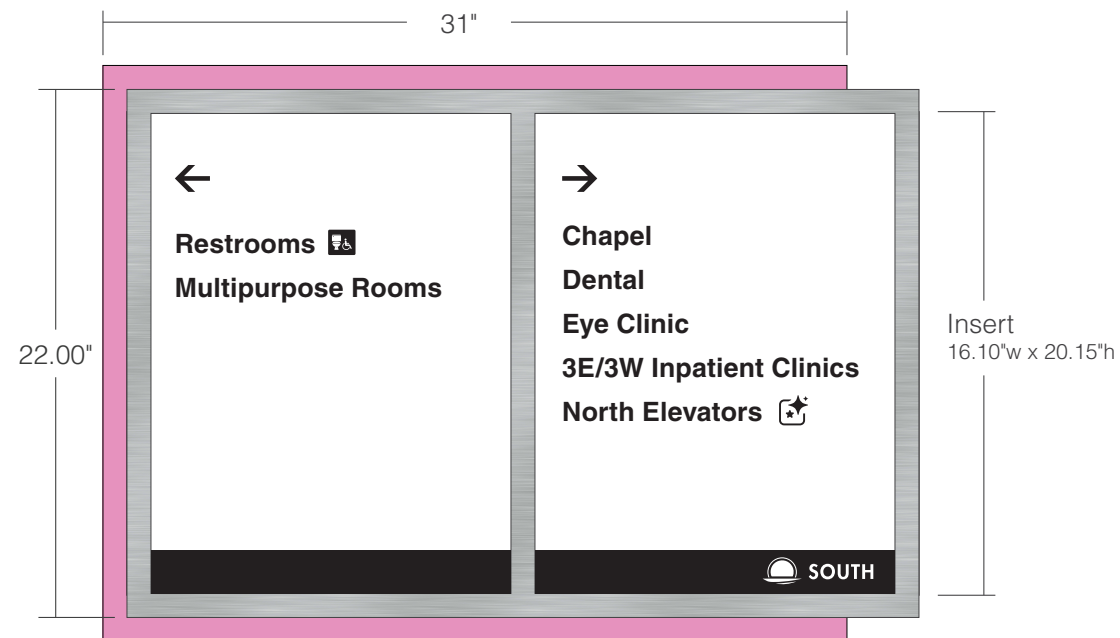 31"
22.00"
Restrooms
Multipurpose Rooms
Chapel
Dental
Eye Clinic
3E/3W Inpatient Clinics
North Elevators
SOUTH
Insert
16.10"w x 20.15"h